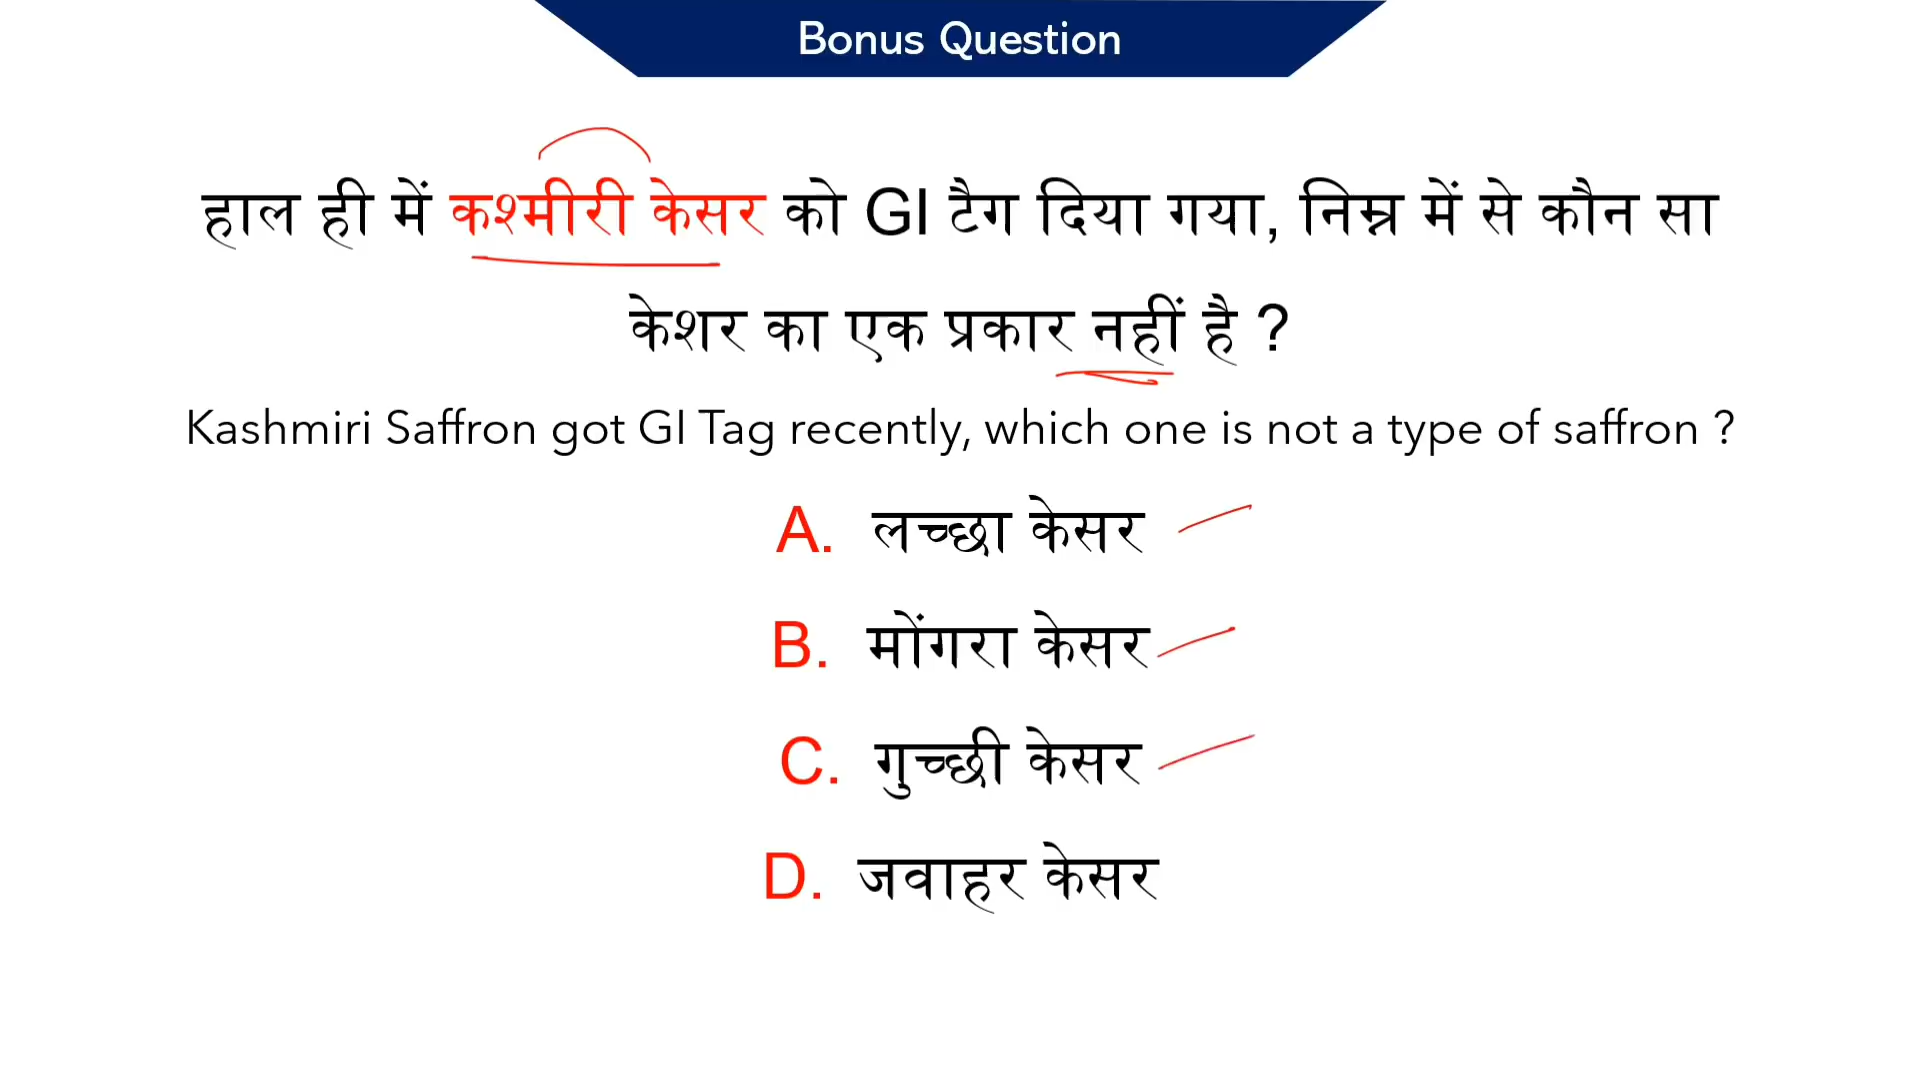 Bonus Question
हाल ही में कश्मीरी केसर को GI टैग दिया गया, निम्न में से कौन सा
केशर का एक प्रकार नहीं है ?
Kashmiri Saffron got GI Tag recently, which one is not a type of saffron ?
A. लच्छा केसर
B. मोंगरा केसर
C. गुच्छी केसर
D. जवाहर केसर